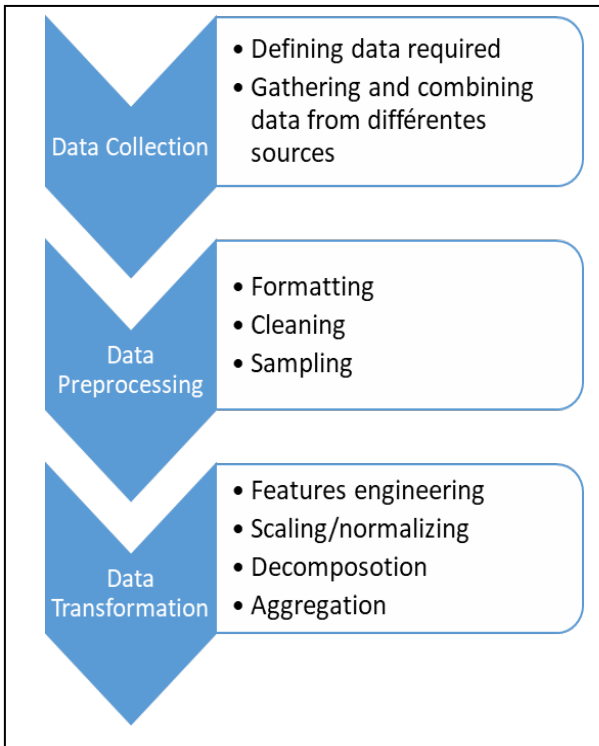 Data Collection
• Defining data required
• Gathering and combining
data from différentes
sources
Data
Preprocessing
• Formatting
• Cleaning
• Sampling
Data
Transformation
• Features engineering
• Scaling/normalizing
• Decomposotion
• Aggregation